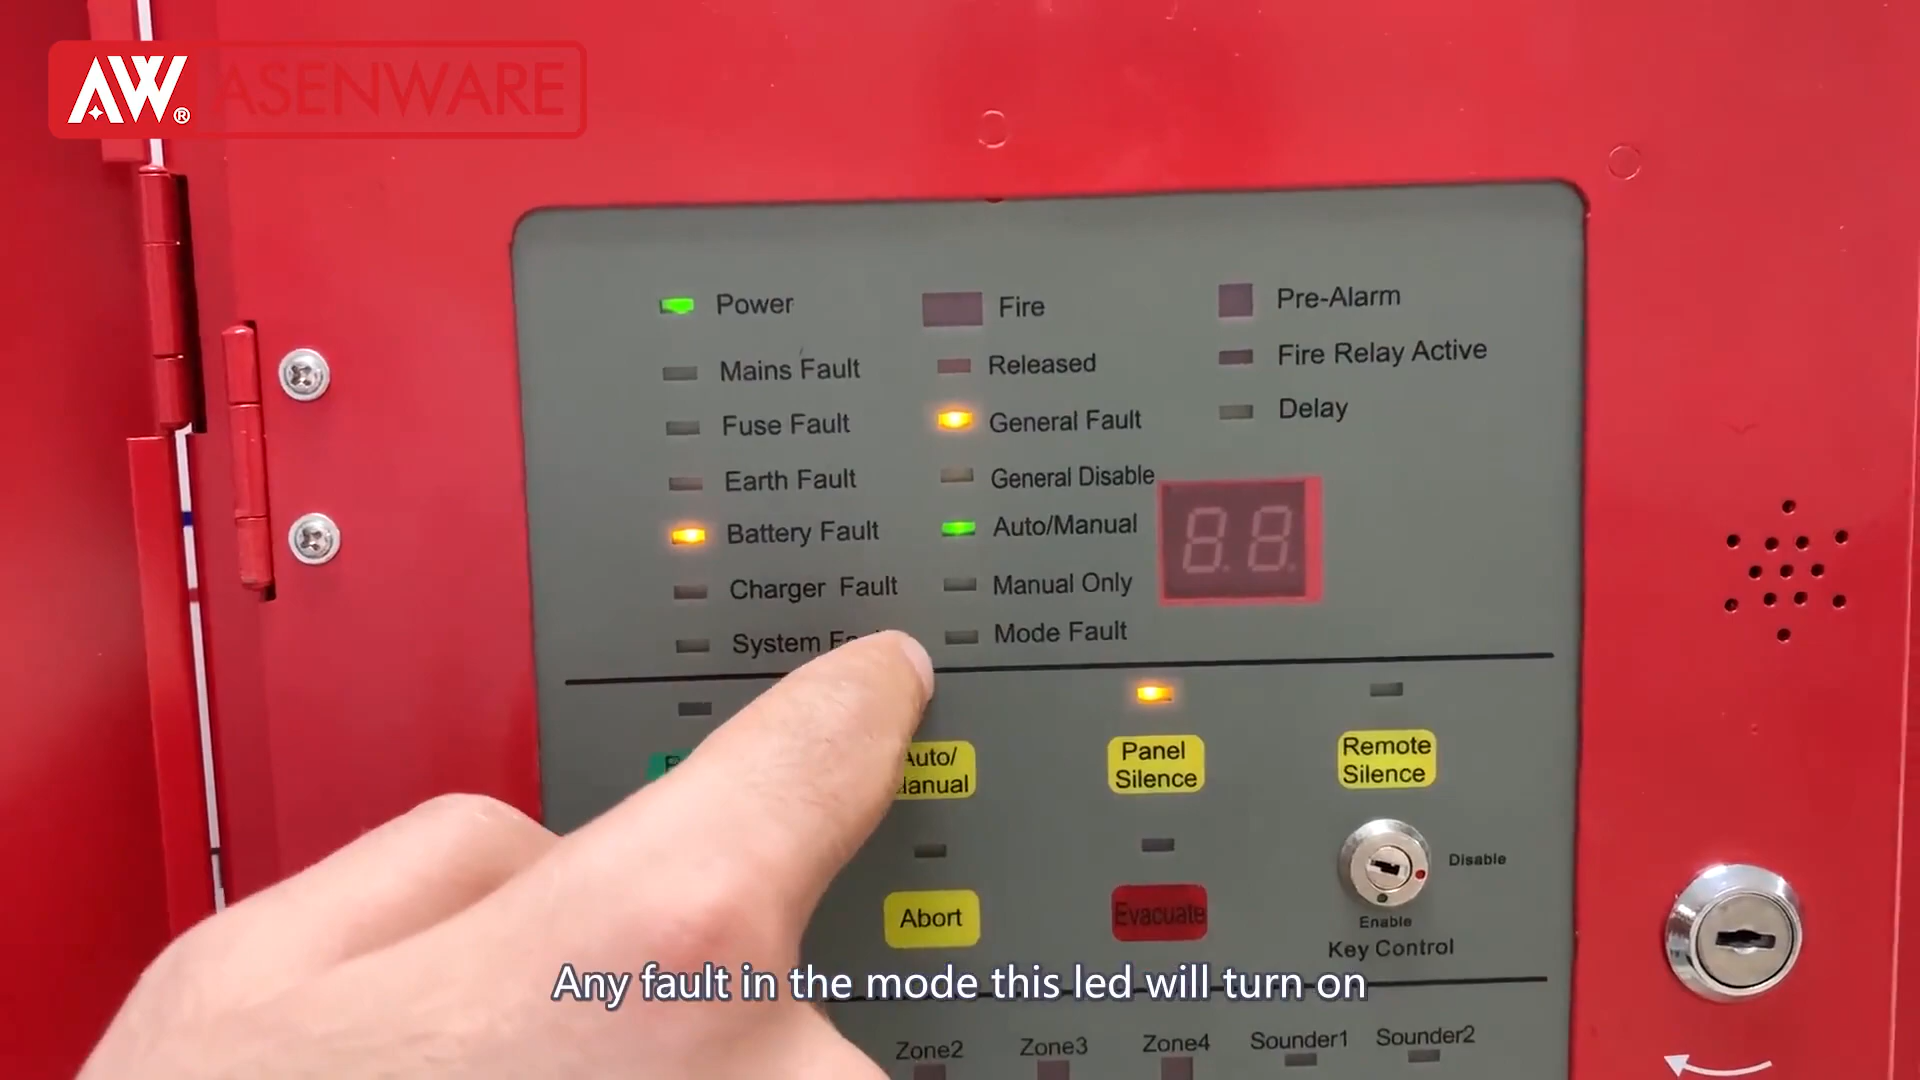 AW® ASENWARE
Power
Mains Fault
Fuse Fault
Earth Fault
Battery Fault
Charger Fault
System
Fire
Released
General Fault
General Disable
Auto/Manual
Manual Only
Mode Fault
Pre-Alarm
Fire Relay Active
Delay
88
Auto/
Manual
Panel
Silence
Remote
Silence
Abort
Evacuate
Disable
Enable
Key Control
Any fault in the mode this led will turn on
Zone2 Zone3 Zone4 Sounder1 Sounder2